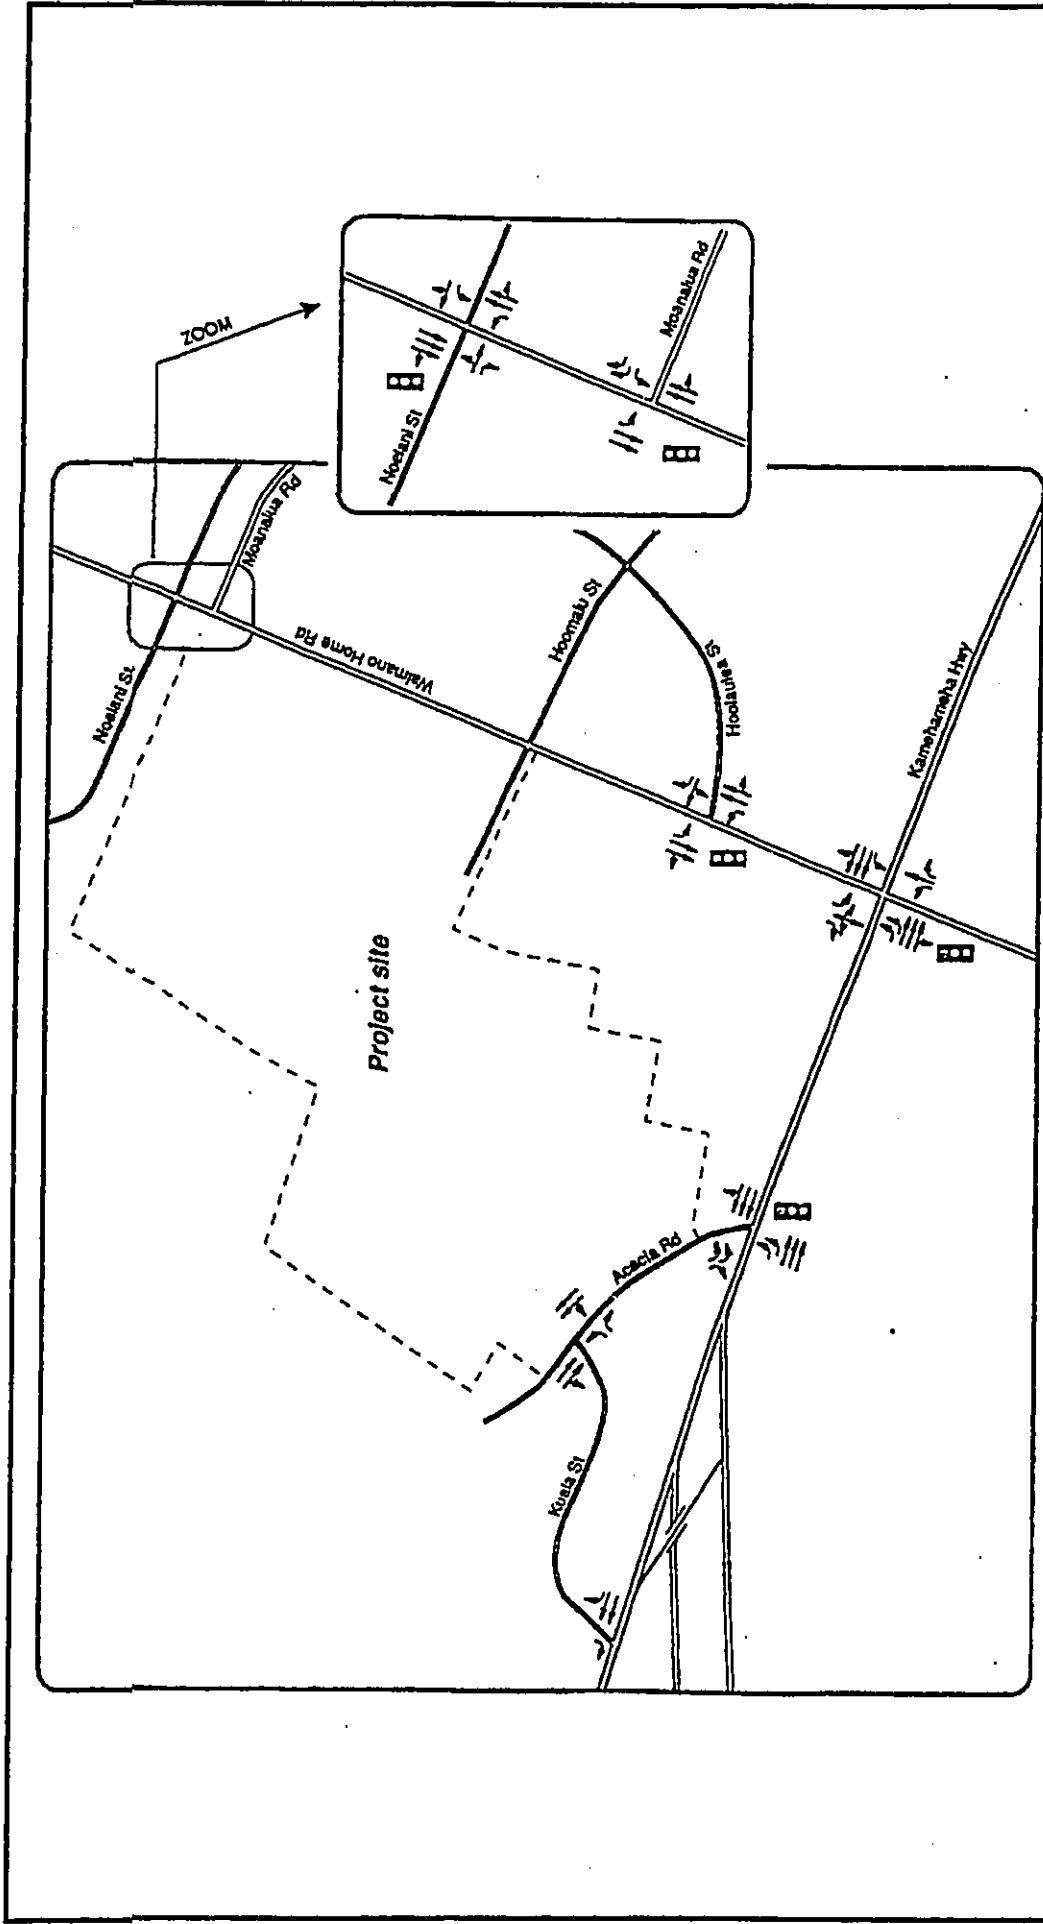 ZOOM
Noelani St
Moanalua Rd
Noelani St
Moanalua Rd
Waimano Home Rd
Hoomalu St
Hoolaulea St
Kamehameha Hwy
Project site
Acacia Rd
Kuala St